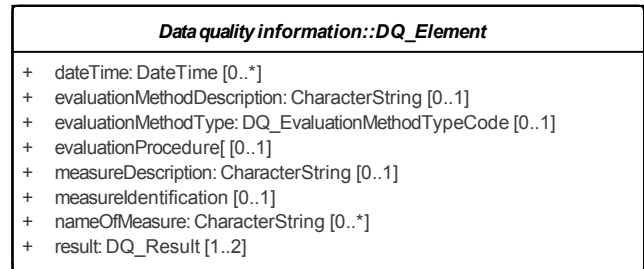 Data quality information::DQ_Element
+ dateTime: DateTime [0..*]
+ evaluationMethodDescription: CharacterString [0..1]
+ evaluationMethodType: DQ_EvaluationMethodTypeCode [0..1]
+ evaluationProcedure[ [0..1]
+ measureDescription: CharacterString [0..1]
+ measureIdentification [0..1]
+ nameOfMeasure: CharacterString [0..*]
+ result: DQ_Result [1..2]